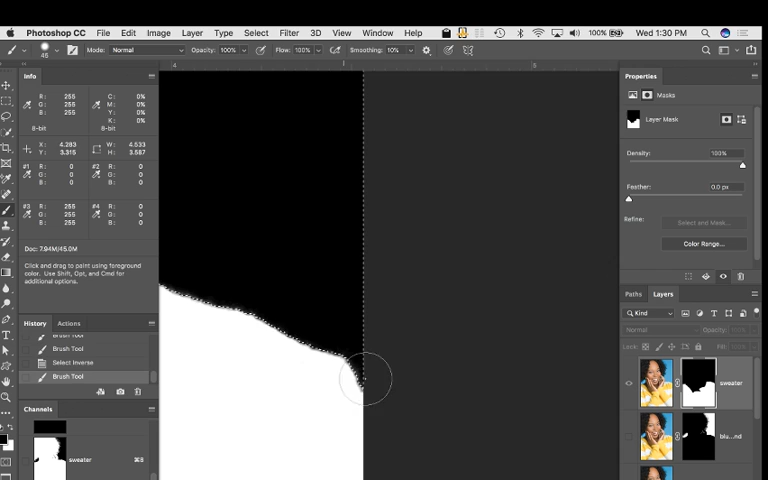 Photoshop CC File Edit Image Layer Type Select Filter 3D View Window Help 100% Wed 1:30 PM
45 Mode: Normal Opacity: 100% Flow: 100% Smoothing: 10%
4 5
Info
R: 255 C: 0%
G: 255 M: 0%
B: 255 Y: 0%
K: 0%
8-bit 8-bit
X: 4.283 W: 4.533
Y: 3.315 H: 3.587
#1 R: 0 #2 R: 0
G: 0 G: 0
B: 0 B: 0
#3 R: 255 #4 R: 0
G: 255 G: 0
B: 255 B: 0
Doc: 7.94M/45.0M
Click and drag to paint using foreground
color. Use Shift, Opt, and Cmd for
additional options.
History Actions
Brush Tool
Brush Tool
Select Inverse
Brush Tool
Channels
sweater ⌘8
Properties
Masks
Layer Mask
Density: 100%
Feather: 0.0 px
Refine: Select and Mask...
Color Range...
Paths Layers
Kind
Normal Opacity:
Lock: Fill:
sweater
blu...nd